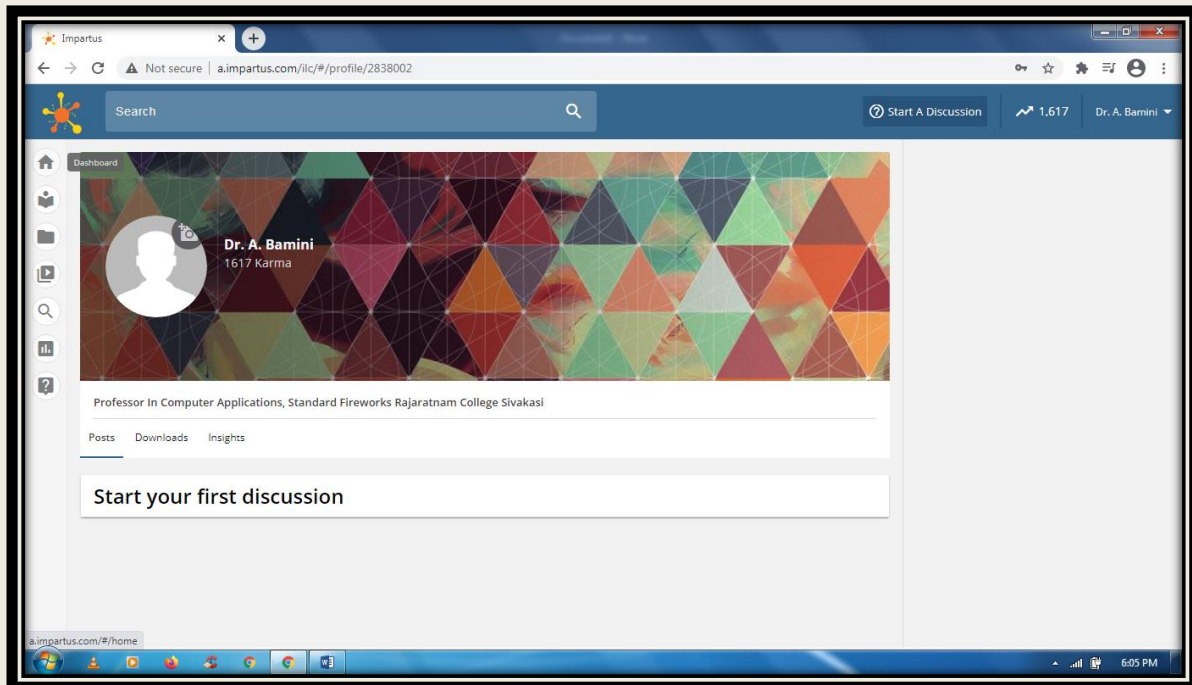 Impartus
Not secure | a.impartus.com/ilc/#/profile/2838002
Search
Start A Discussion
1,617
Dr. A. Bamini
Dashboard
Dr. A. Bamini
1617 Karma
Professor In Computer Applications, Standard Fireworks Rajaratnam College Sivakasi
Posts Downloads Insights
Start your first discussion
a.impartus.com/#/home
6:05 PM